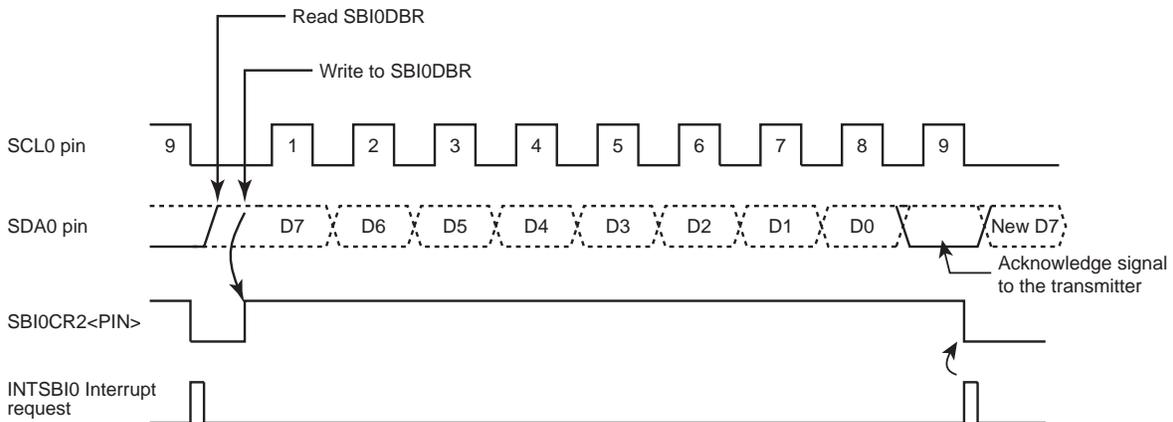 Read SBI0DBR
Write to SBI0DBR
SCL0 pin
9 1 2 3 4 5 6 7 8 9
SDA0 pin
D7 D6 D5 D4 D3 D2 D1 D0 New D7
Acknowledge signal
to the transmitter
SBI0CR2<PIN>
INTSBI0 Interrupt
request